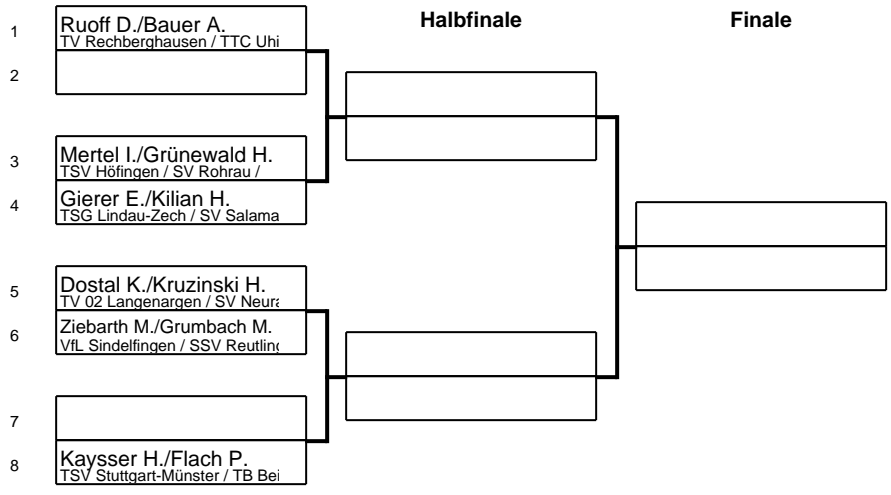 Halbfinale
Finale
1 Ruoff D./Bauer A.
TV Rechberghausen / TTC Uhi
2
3 Mertel I./Grünewald H.
TSV Höfingen / SV Rohrau /
4 Gierer E./Kilian H.
TSG Lindau-Zech / SV Salama
5 Dostal K./Kruzinski H.
TV 02 Langenargen / SV Neura
6 Ziebarth M./Grumbach M.
VfL Sindelfingen / SSV Reutling
7
8 Kaysser H./Flach P.
TSV Stuttgart-Münster / TB Bei